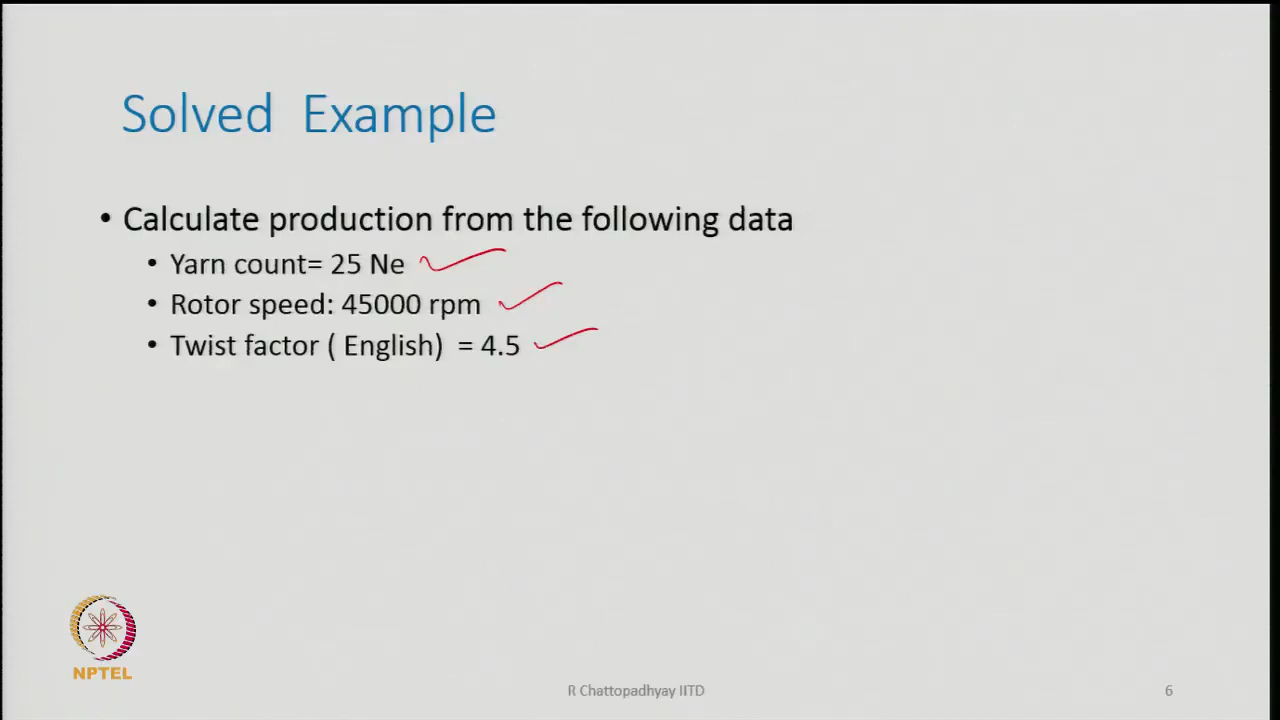 Solved Example
• Calculate production from the following data
• Yarn count= 25 Ne
• Rotor speed: 45000 rpm
• Twist factor ( English) = 4.5
NPTEL
R Chattopadhyay IITD
6